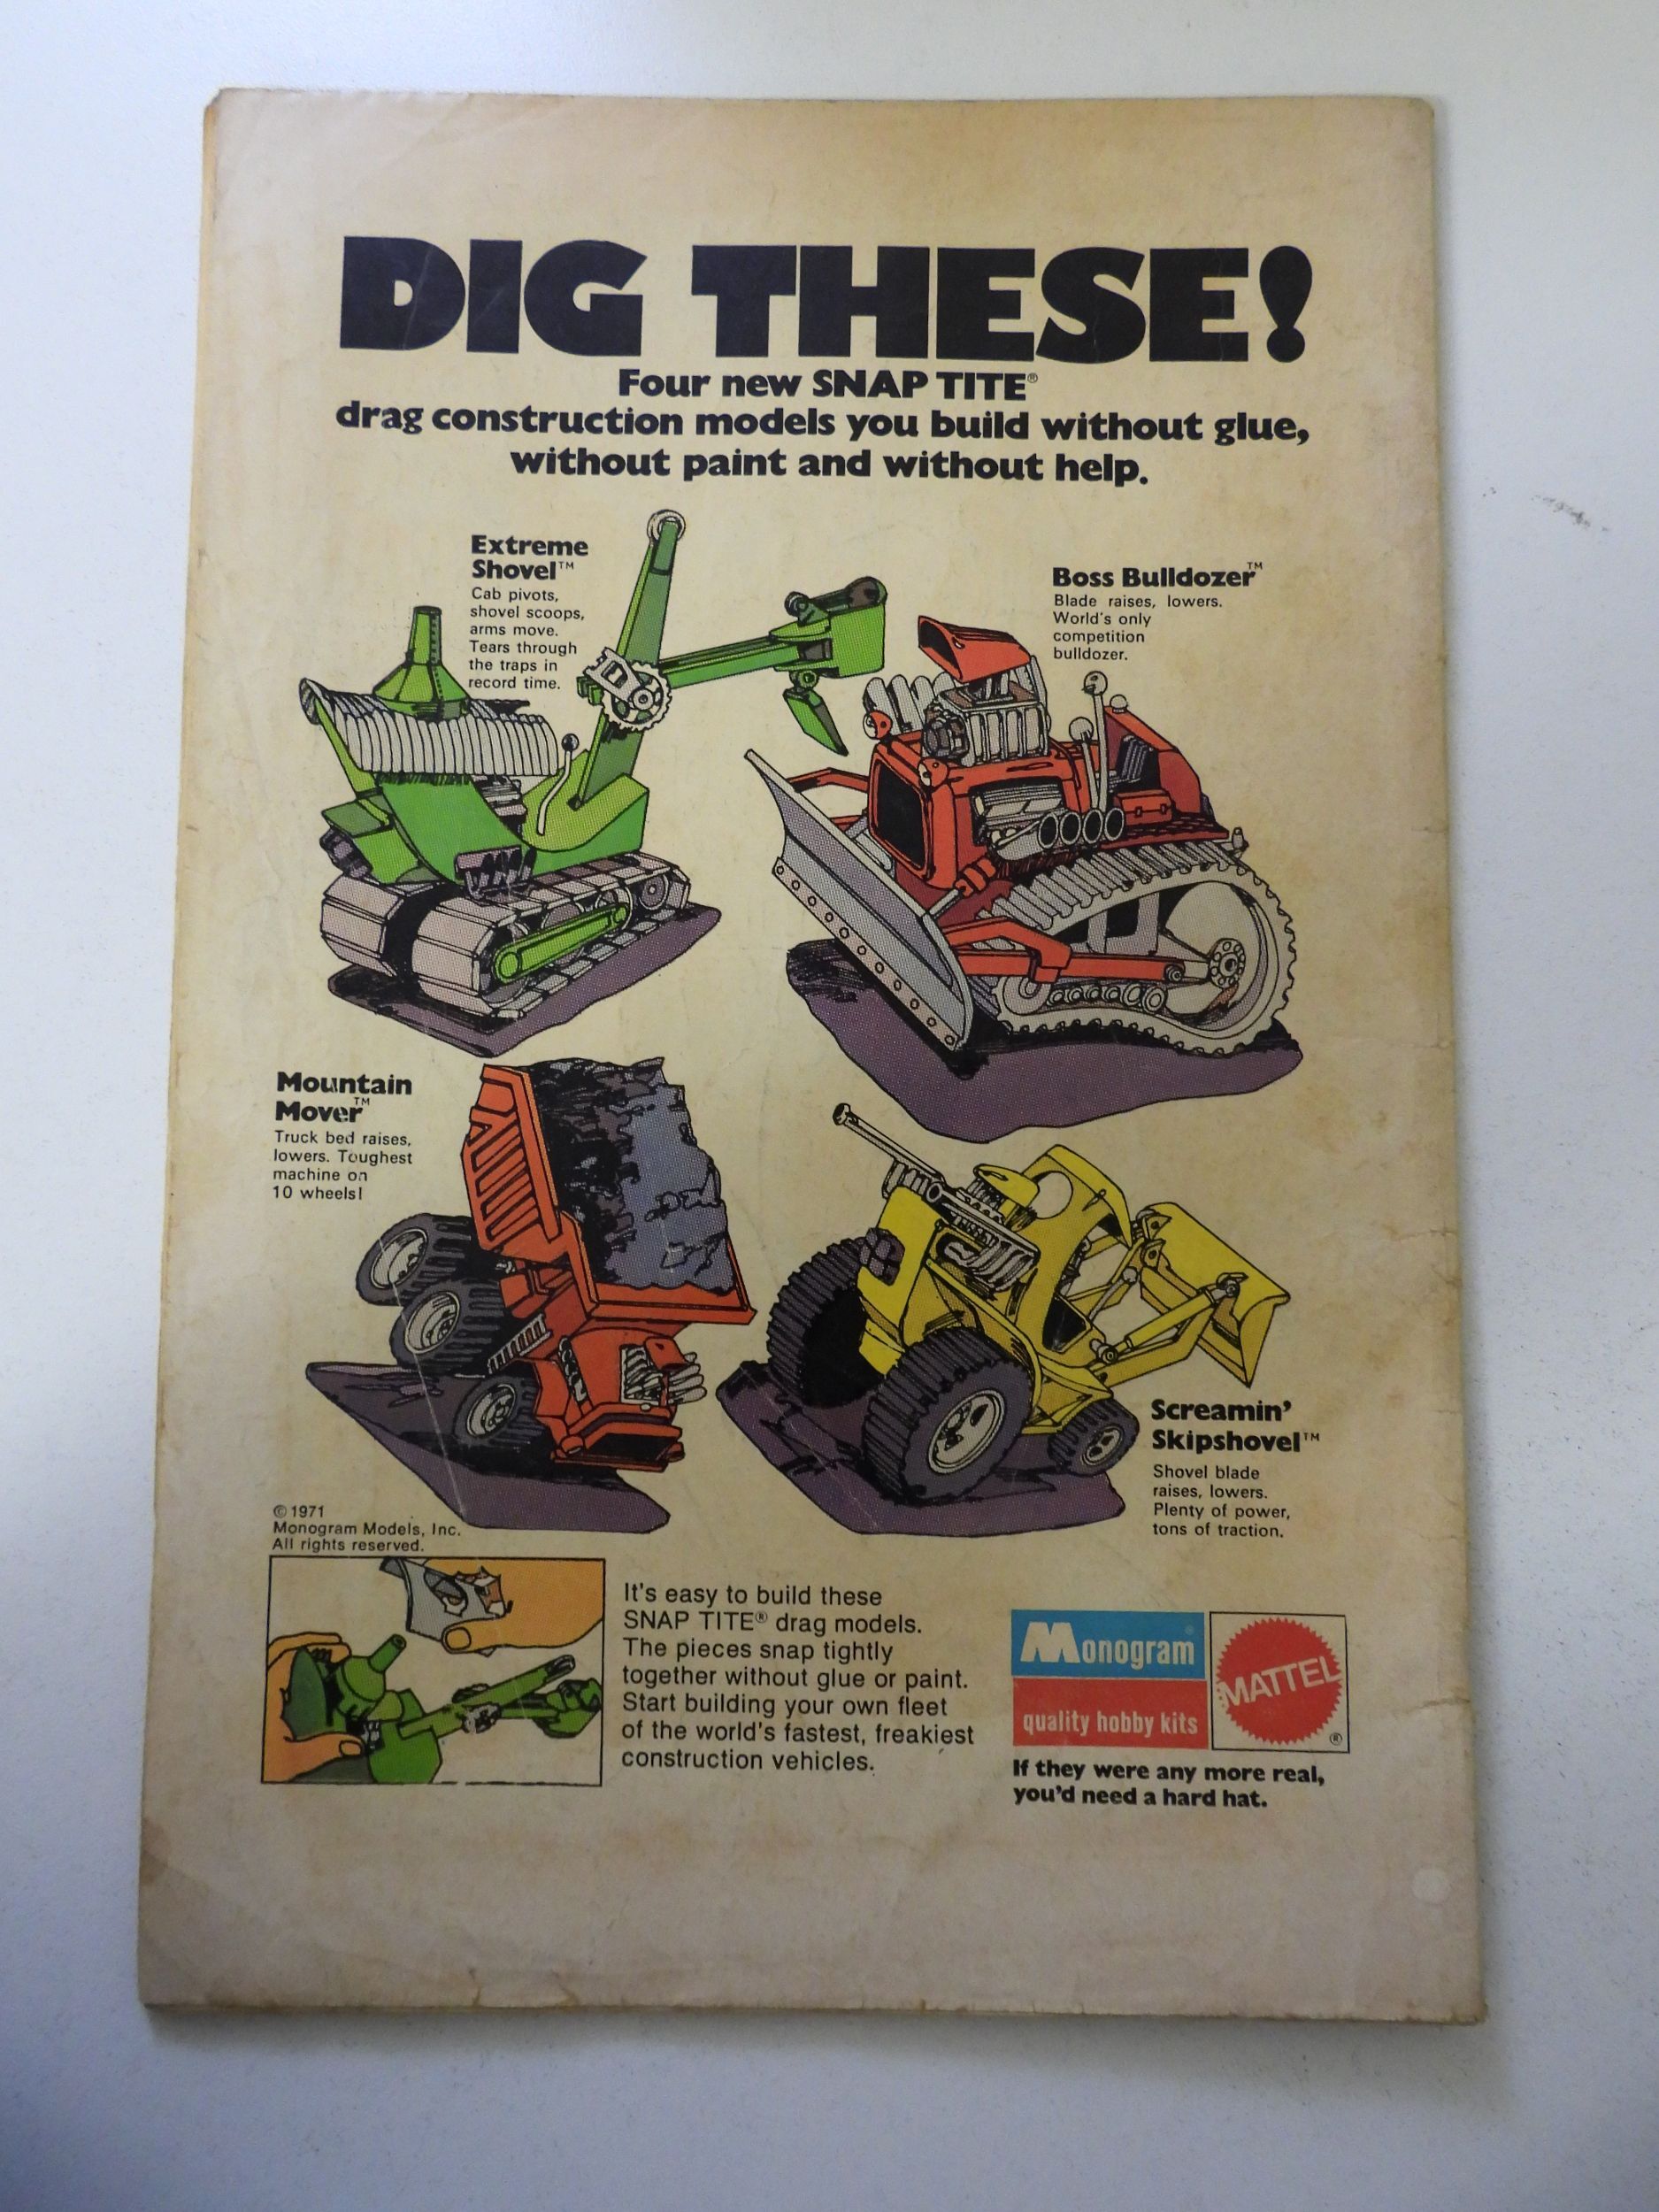 DIG THESE!
Four new SNAP TITE®
drag construction models you build without glue,
without paint and without help.
Extreme
Shovel™
Cab pivots,
shovel scoops,
arms move.
Tears through
the traps in
record time.
Boss Bulldozer™
Blade raises, lowers.
World's only
competition
bulldozer.
Mountain
Mover™
Truck bed raises,
lowers. Toughest
machine on
10 wheels!
Screamin'
Skipshovel™
Shovel blade
raises, lowers.
Plenty of power,
tons of traction.
© 1971
Monogram Models, Inc.
All rights reserved.
It's easy to build these
SNAP TITE® drag models.
The pieces snap tightly
together without glue or paint.
Start building your own fleet
of the world's fastest, freakiest
construction vehicles.
Monogram®
quality hobby kits
MATTEL
®
If they were any more real,
you'd need a hard hat.